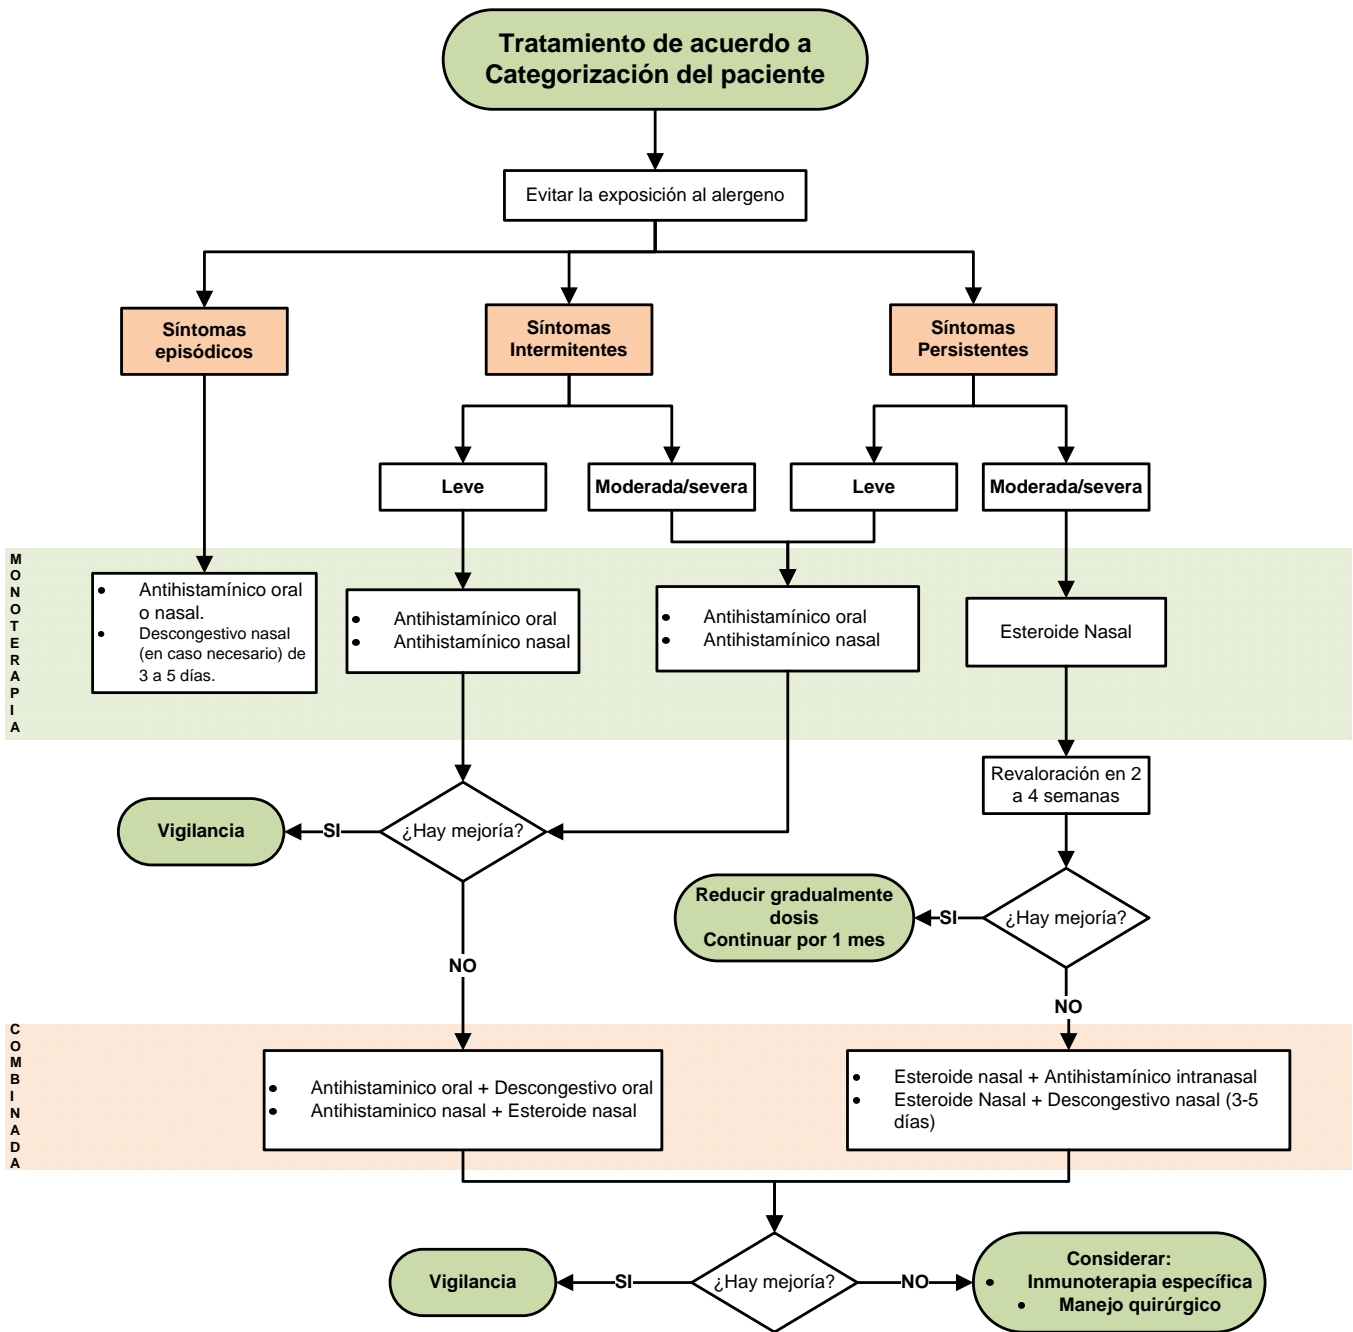 Tratamiento de acuerdo a
Categorización del paciente
Evitar la exposición al alergeno
Síntomas
episódicos
Síntomas
Intermitentes
Síntomas
Persistentes
Leve
Moderada/severa
Leve
Moderada/severa
MONOTERAPIA
• Antihistamínico oral
o nasal.
• Descongestivo nasal
(en caso necesario) de
3 a 5 días.
• Antihistamínico oral
• Antihistamínico nasal
• Antihistamínico oral
• Antihistamínico nasal
Esteroide Nasal
Revaloración en 2
a 4 semanas
Vigilancia
SI
¿Hay mejoría?
Reducir gradualmente
dosis
Continuar por 1 mes
SI
¿Hay mejoría?
NO
NO
COMBINADA
• Antihistaminico oral + Descongestivo oral
• Antihistaminico nasal + Esteroide nasal
• Esteroide nasal + Antihistamínico intranasal
• Esteroide Nasal + Descongestivo nasal (3-5
días)
Vigilancia
SI
¿Hay mejoría?
NO
Considerar:
• Inmunoterapia específica
• Manejo quirúrgico